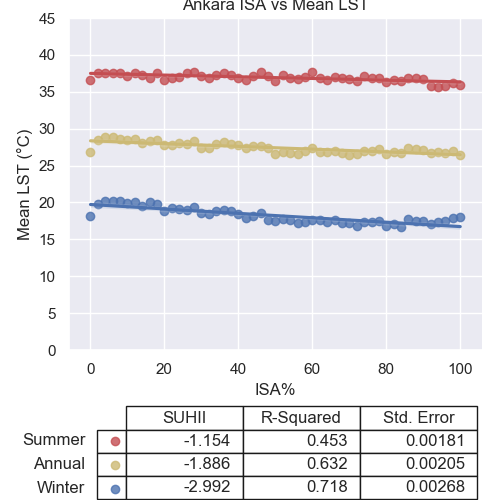 Ankara ISA vs Mean LST
45
40
35
30
25
20
15
10
5
0
Mean LST (°C)
0 20 40 60 80 100
ISA%
SUHII R-Squared Std. Error
Summer -1.154 0.453 0.00181
Annual -1.886 0.632 0.00205
Winter -2.992 0.718 0.00268